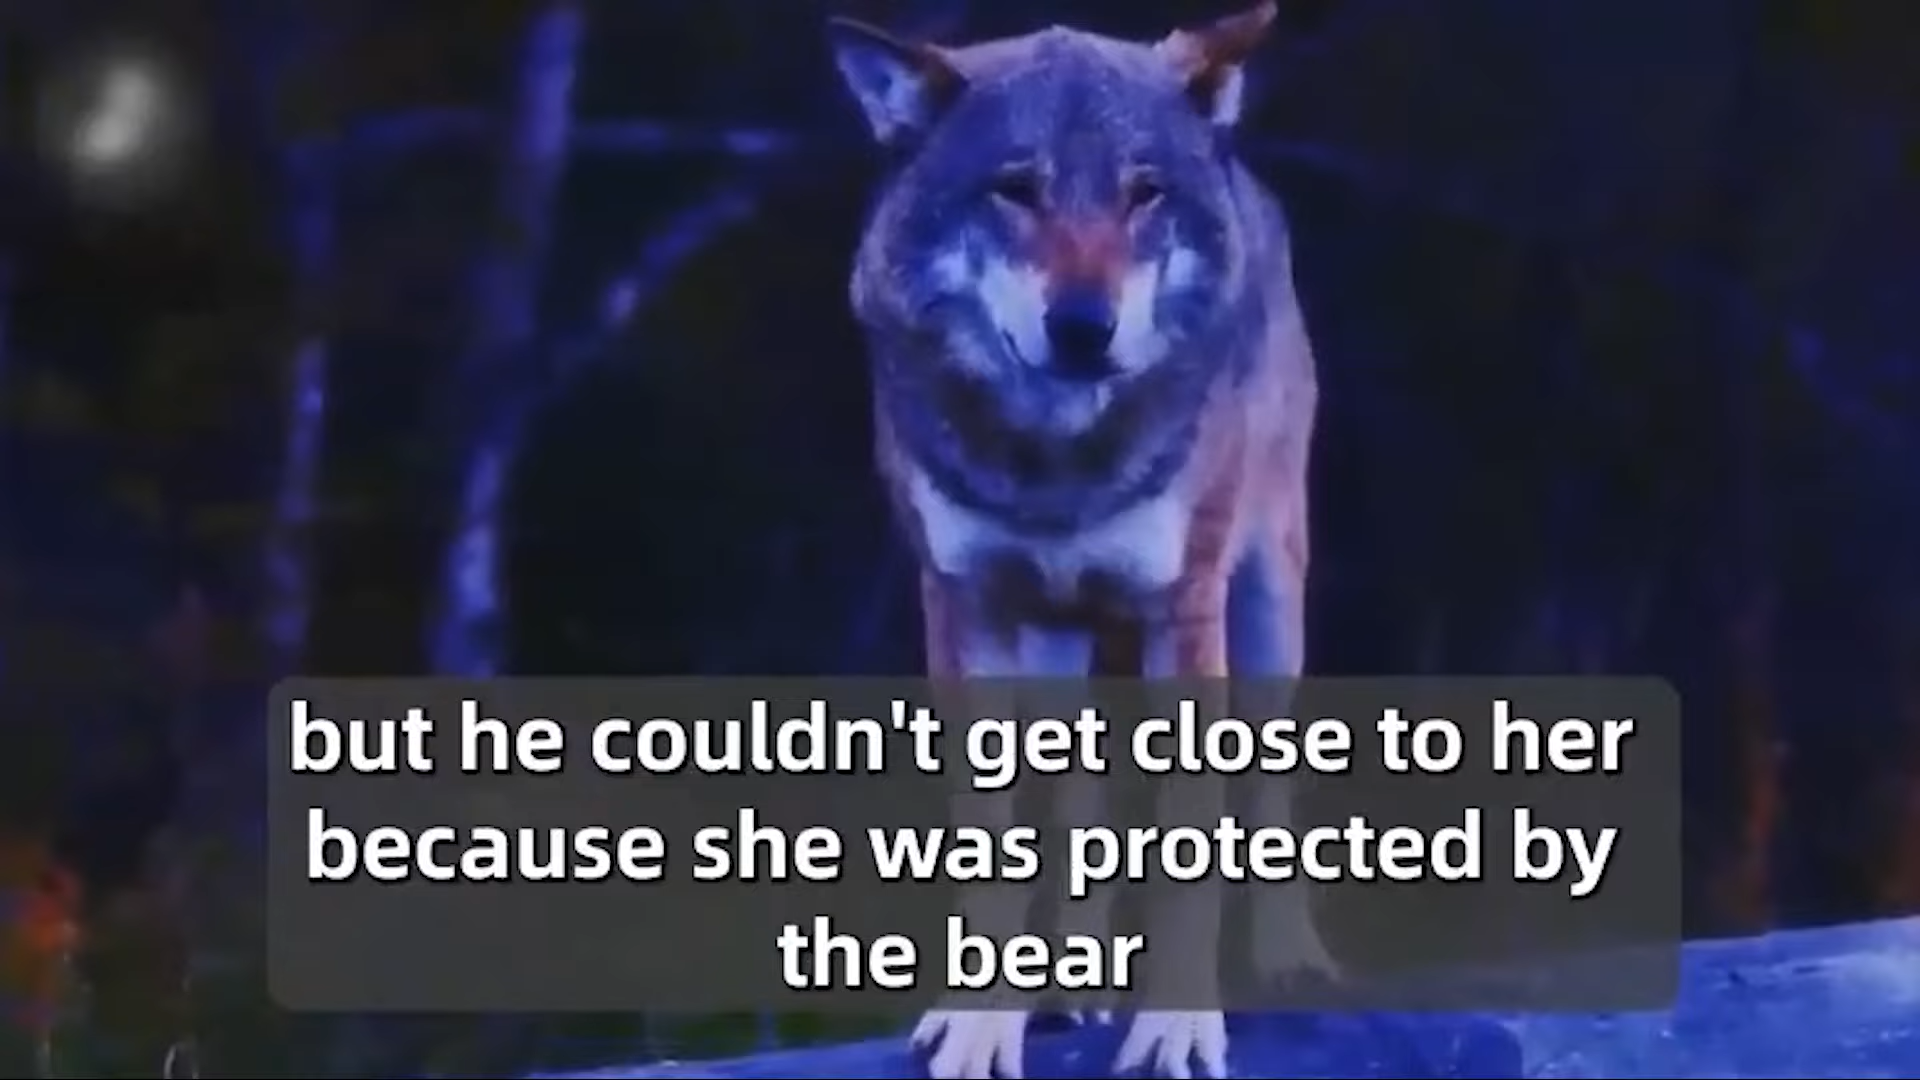 but he couldn't get close to her
because she was protected by
the bear